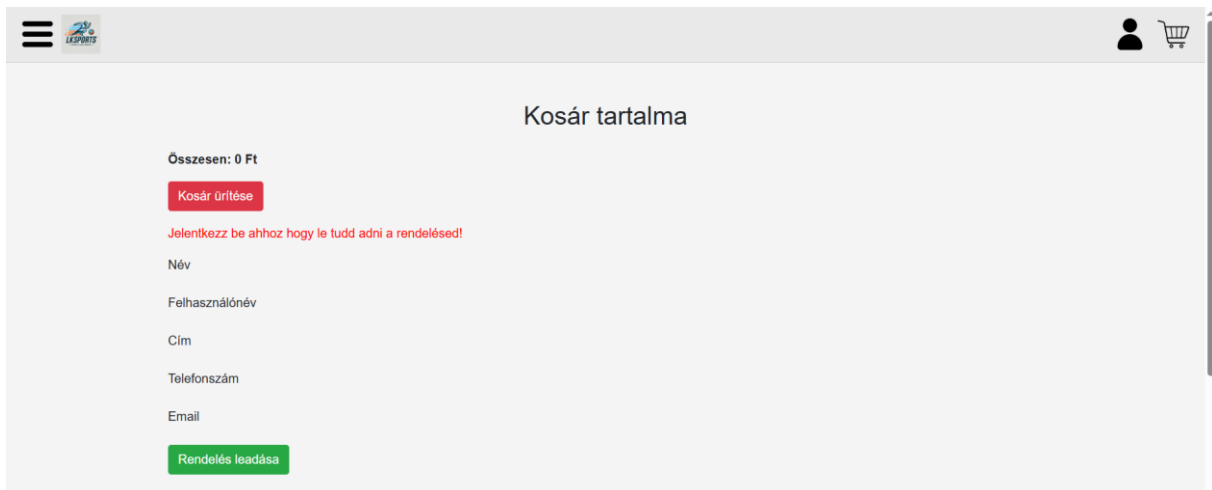 LKSPORTS
Kosár tartalma
Összesen: 0 Ft
Kosár ürítése
Jelentkezz be ahhoz hogy le tudd adni a rendelésed!
Név
Felhasználónév
Cím
Telefonszám
Email
Rendelés leadása